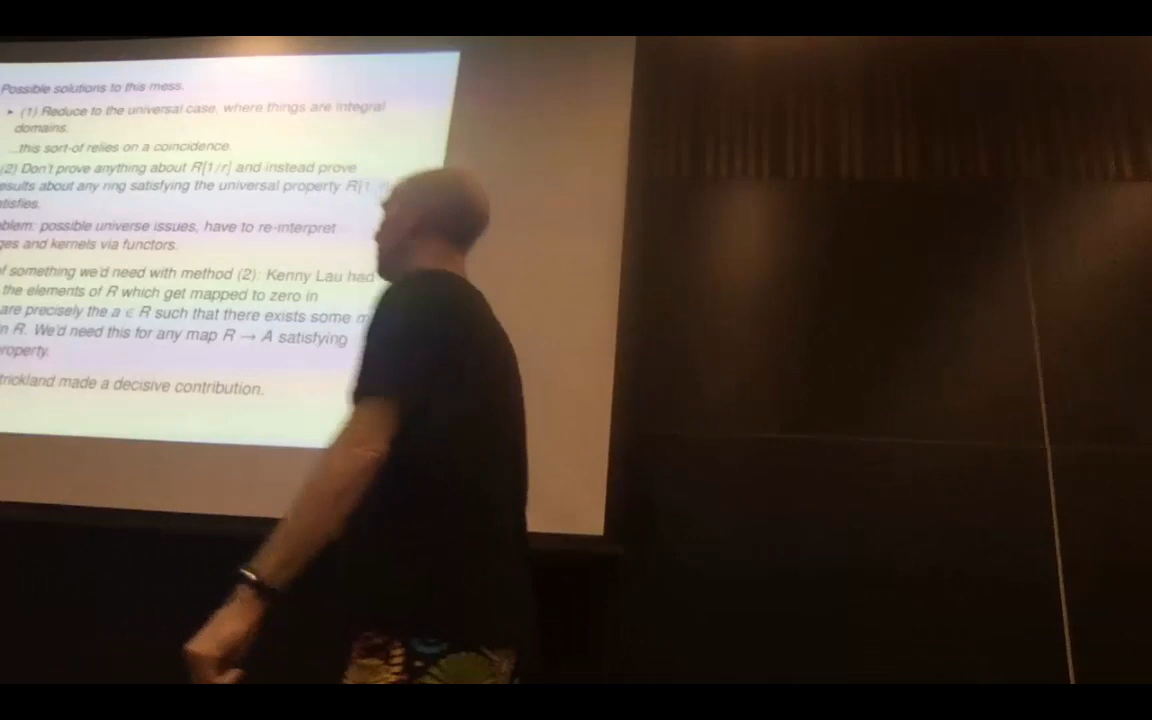 Possible solutions to this mess.
▸ (1) Reduce to the universal case, where things are integral
domains.
...this sort-of relies on a coincidence.
(2) Don't prove anything about R[1/r] and instead prove
esults about any ring satisfying the universal property R[1
tisfies.
blem: possible universe issues, have to re-interpret
ges and kernels via functors.
f something we'd need with method (2): Kenny Lau had
the elements of R which get mapped to zero in
are precisely the a ∈ R such that there exists some
in R. We'd need this for any map R → A satisfying
roperty.
trickland made a decisive contribution.